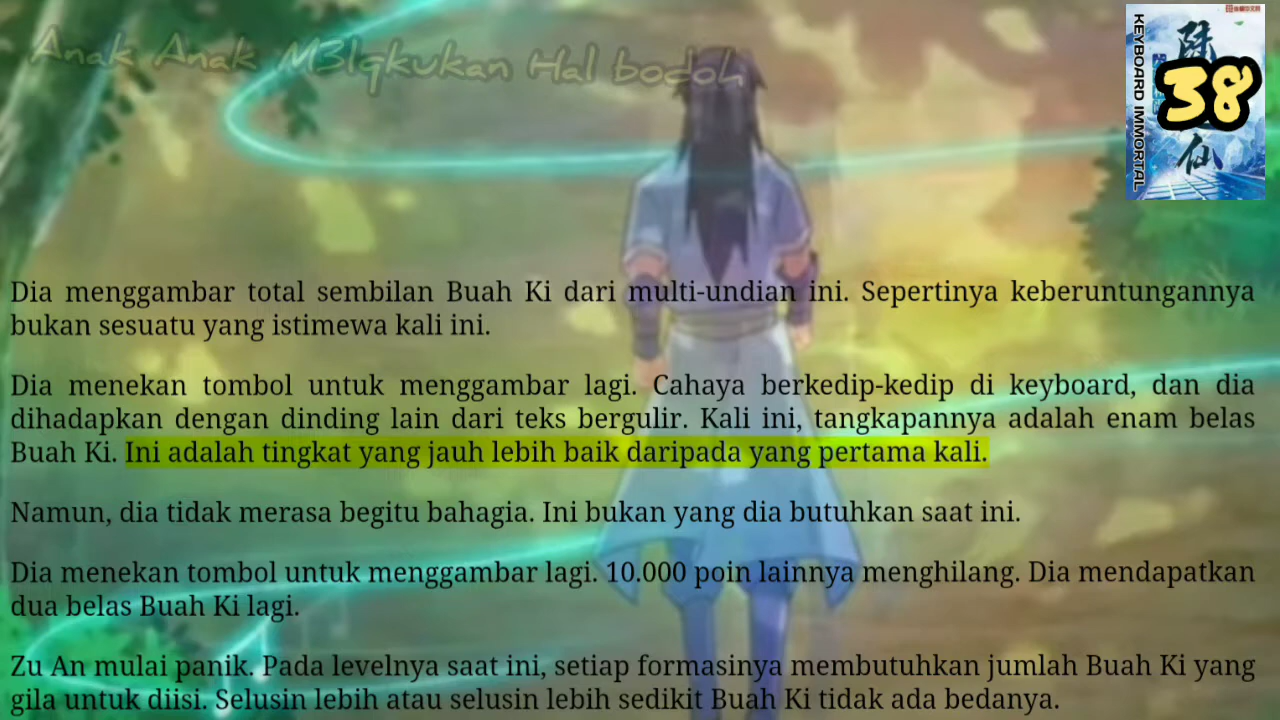 Anak Anak M3lqkukan Hal bodoh
KEYBOARD IMMORTAL
38
仙
Dia menggambar total sembilan Buah Ki dari multi-undian ini. Sepertinya keberuntungannya
bukan sesuatu yang istimewa kali ini.
Dia menekan tombol untuk menggambar lagi. Cahaya berkedip-kedip di keyboard, dan dia
dihadapkan dengan dinding lain dari teks bergulir. Kali ini, tangkapannya adalah enam belas
Buah Ki. Ini adalah tingkat yang jauh lebih baik daripada yang pertama kali.
Namun, dia tidak merasa begitu bahagia. Ini bukan yang dia butuhkan saat ini.
Dia menekan tombol untuk menggambar lagi. 10.000 poin lainnya menghilang. Dia mendapatkan
dua belas Buah Ki lagi.
Zu An mulai panik. Pada levelnya saat ini, setiap formasinya membutuhkan jumlah Buah Ki yang
gila untuk diisi. Selusin lebih atau selusin lebih sedikit Buah Ki tidak ada bedanya.